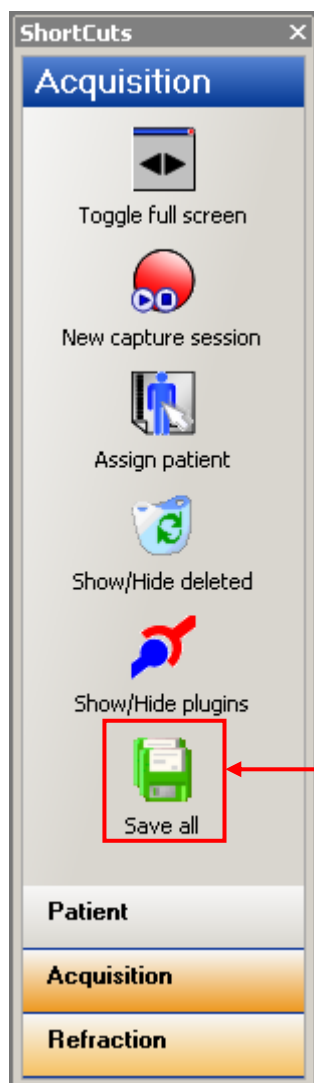 ShortCuts
Acquisition
Toggle full screen
New capture session
Assign patient
Show/Hide deleted
Show/Hide plugins
Save all
Patient
Acquisition
Refraction